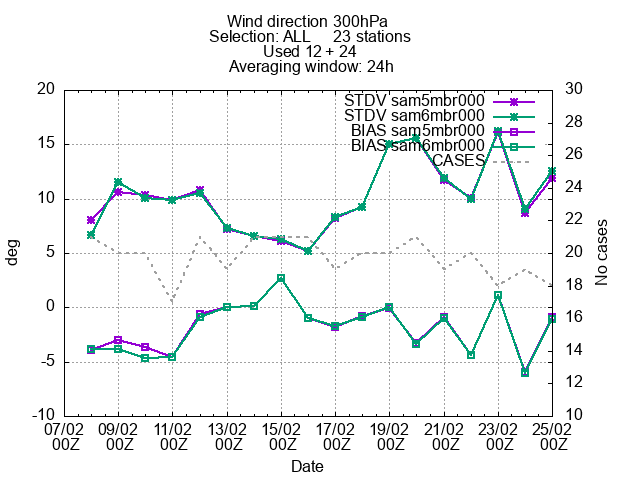 Wind direction 300hPa
Selection: ALL 23 stations
Used 12 + 24
Averaging window: 24h
STDV sam5mbr000
STDV sam6mbr000
BIAS sam5mbr000
BIAS sam6mbr000
CASES
20
15
10
5
0
-5
-10
deg
30
28
26
24
22
20
18
16
14
12
10
No cases
07/02 09/02 11/02 13/02 15/02 17/02 19/02 21/02 23/02 25/02
00Z 00Z 00Z 00Z 00Z 00Z 00Z 00Z 00Z 00Z
Date